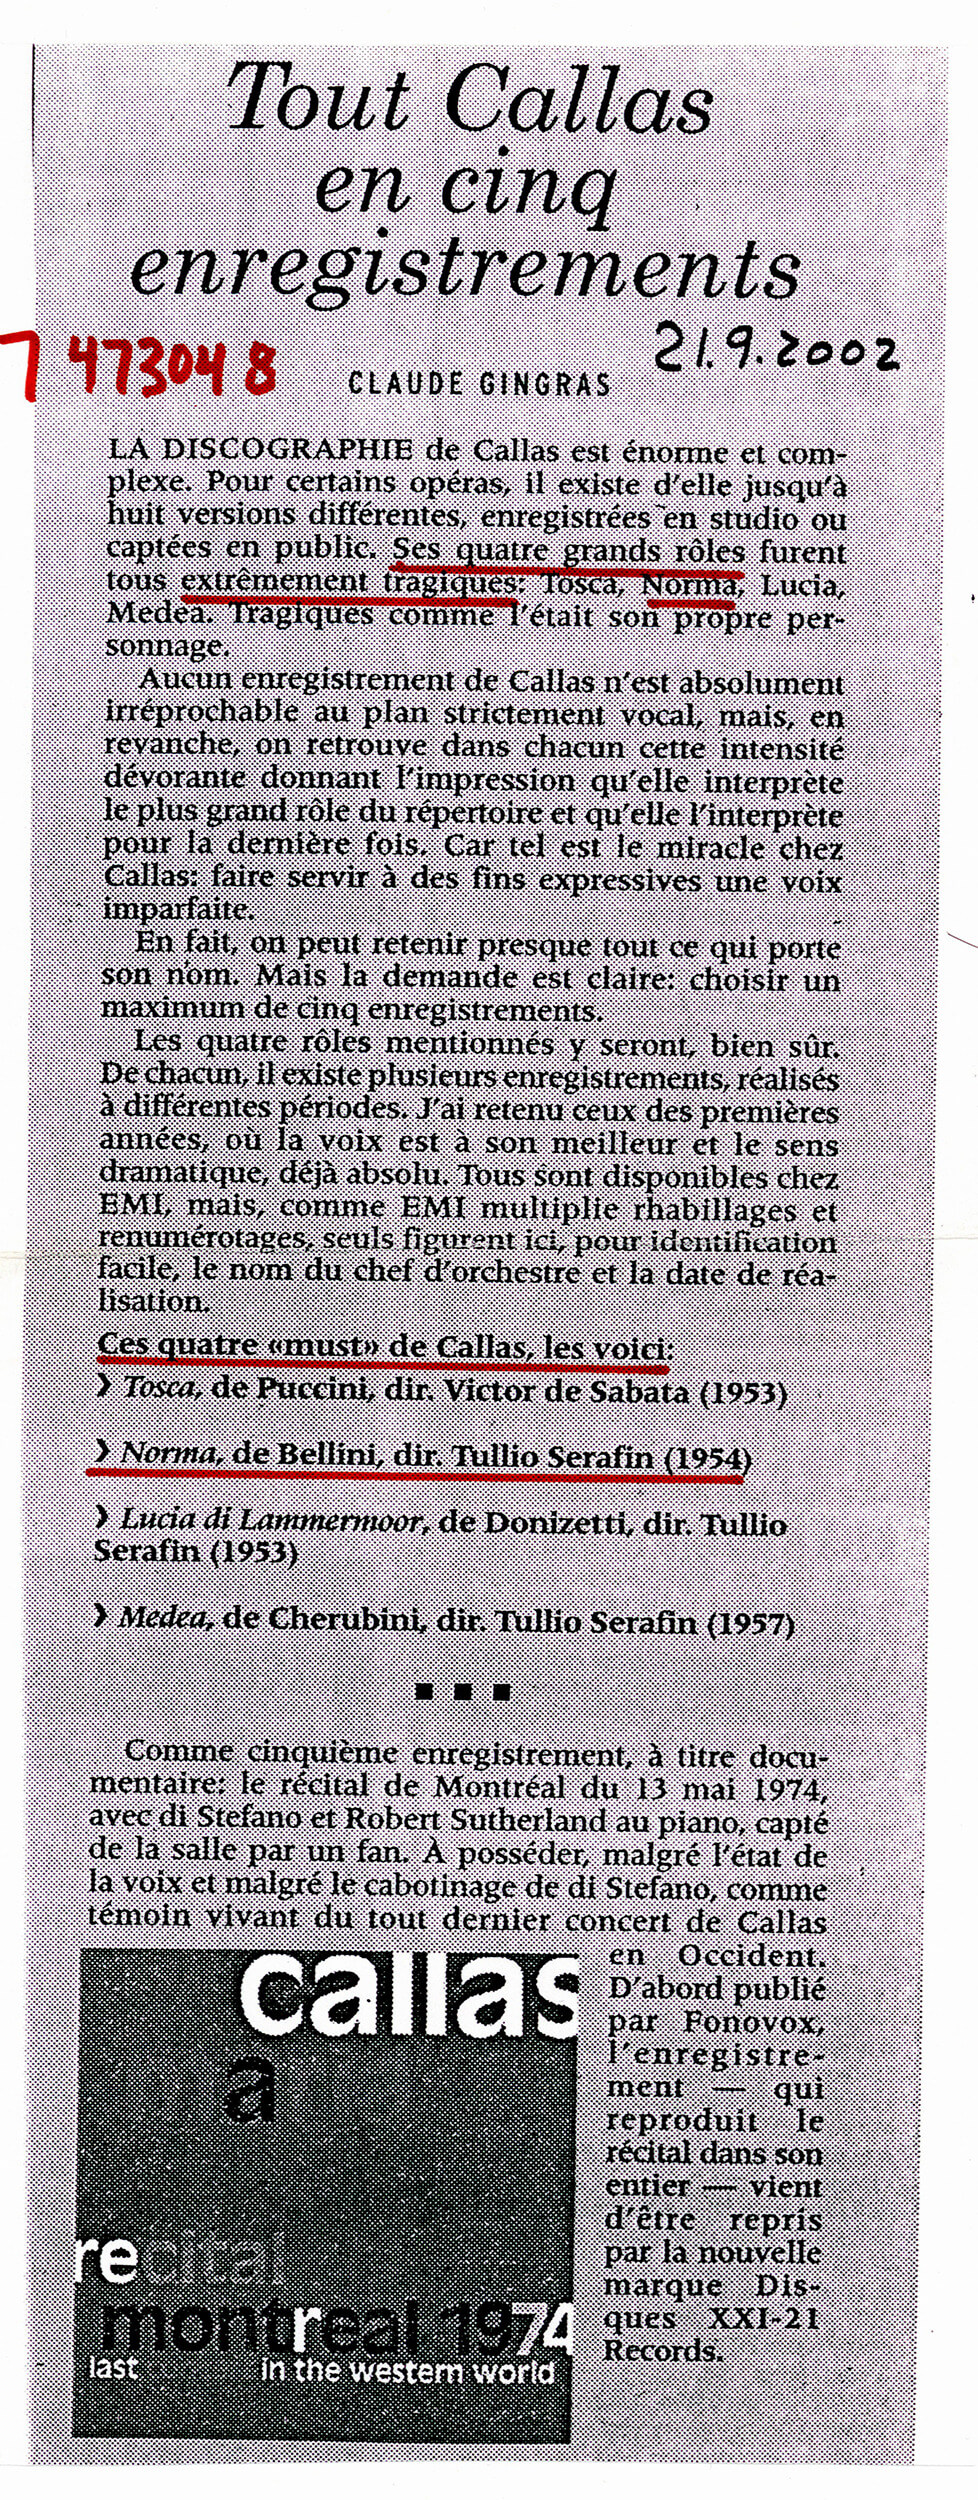 Tout Callas
en cinq
enregistrements
7 473048
21.9.2002
CLAUDE GINGRAS
LA DISCOGRAPHIE de Callas est énorme et com-
plexe. Pour certains opéras, il existe d'elle jusqu'à
huit versions différentes, enregistrées en studio ou
captées en public. Ses quatre grands rôles furent
tous extrêmement tragiques: Tosca, Norma, Lucia,
Medea. Tragiques comme l'était son propre per-
sonnage.
Aucun enregistrement de Callas n'est absolument
irréprochable au plan strictement vocal, mais, en
revanche, on retrouve dans chacun cette intensité
dévorante donnant l'impression qu'elle interprète
le plus grand rôle du répertoire et qu'elle l'interprète
pour la dernière fois. Car tel est le miracle chez
Callas: faire servir à des fins expressives une voix
imparfaite.
En fait, on peut retenir presque tout ce qui porte
son nom. Mais la demande est claire: choisir un
maximum de cinq enregistrements.
Les quatre rôles mentionnés y seront, bien sûr.
De chacun, il existe plusieurs enregistrements, réalisés
à différentes périodes. J'ai retenu ceux des premières
années, où la voix est à son meilleur et le sens
dramatique, déjà absolu. Tous sont disponibles chez
EMI, mais, comme EMI multiplie rhabillages et
renumérotages, seuls figurent ici, pour identification
facile, le nom du chef d'orchestre et la date de réa-
lisation.
Ces quatre «must» de Callas, les voici:
❯ Tosca, de Puccini, dir. Victor de Sabata (1953)
❯ Norma, de Bellini, dir. Tullio Serafin (1954)
❯ Lucia di Lammermoor, de Donizetti, dir. Tullio
Serafin (1953)
❯ Medea, de Cherubini, dir. Tullio Serafin (1957)
Comme cinquième enregistrement, à titre docu-
mentaire: le récital de Montréal du 13 mai 1974,
avec di Stefano et Robert Sutherland au piano, capté
de la salle par un fan. À posséder, malgré l'état de
la voix et malgré le cabotinage de di Stefano, comme
témoin vivant du tout dernier concert de Callas
en Occident.
D'abord publié
par Fonovox,
l'enregistre-
ment — qui
reproduit le
récital dans son
entier — vient
d'être repris
par la nouvelle
marque Dis-
ques XXI-21
Records.
callas
a
recital
montreal 1974
last in the western world